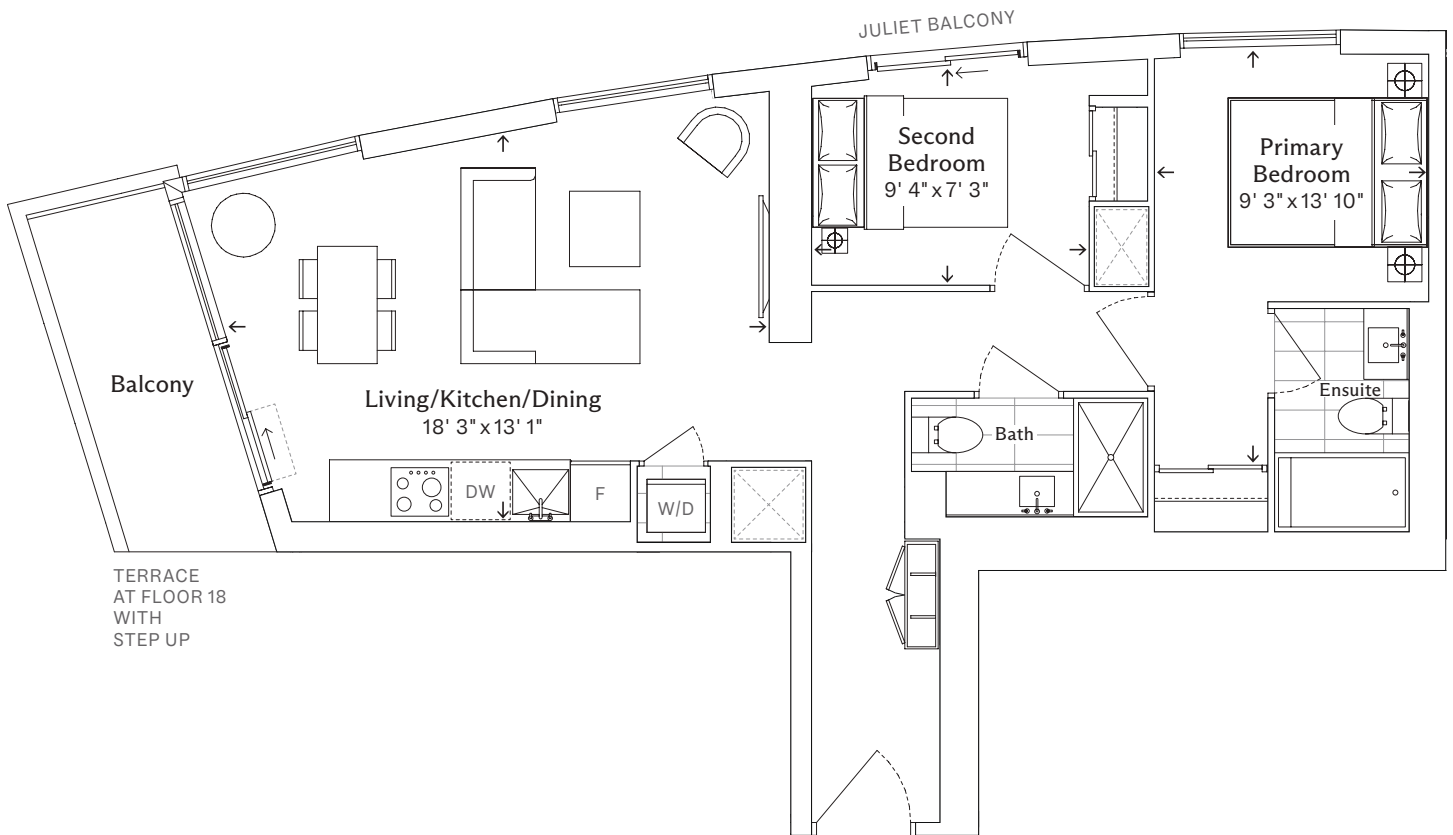 JULIET BALCONY
Second
Bedroom
9' 4" x 7' 3"
Primary
Bedroom
9' 3" x 13' 10"
Balcony
Living/Kitchen/Dining
18' 3" x 13' 1"
Ensuite
Bath
DW
F
W/D
TERRACE
AT FLOOR 18
WITH
STEP UP